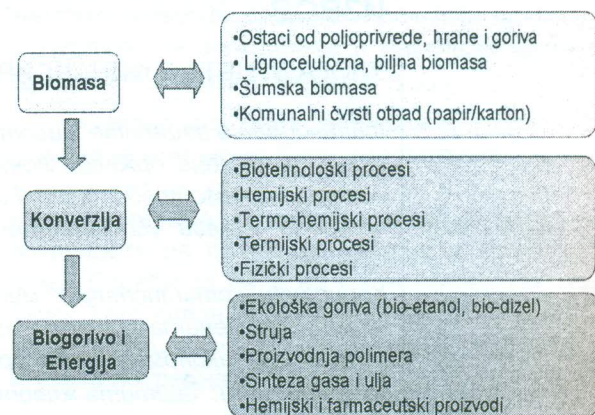 Biomasa
•Ostaci od poljoprivrede, hrane i goriva
• Lignocelulozna, biljna biomasa
•Šumska biomasa
•Komunalni čvrsti otpad (papir/karton)
Konverzija
•Biotehnološki procesi
•Hemijski procesi
•Termo-hemijski procesi
•Termijski procesi
•Fizički procesi
Biogorivo i
Energija
•Ekološka goriva (bio-etanol, bio-dizel)
•Struja
•Proizvodnja polimera
•Sinteza gasa i ulja
•Hemijski i farmaceutski proizvodi